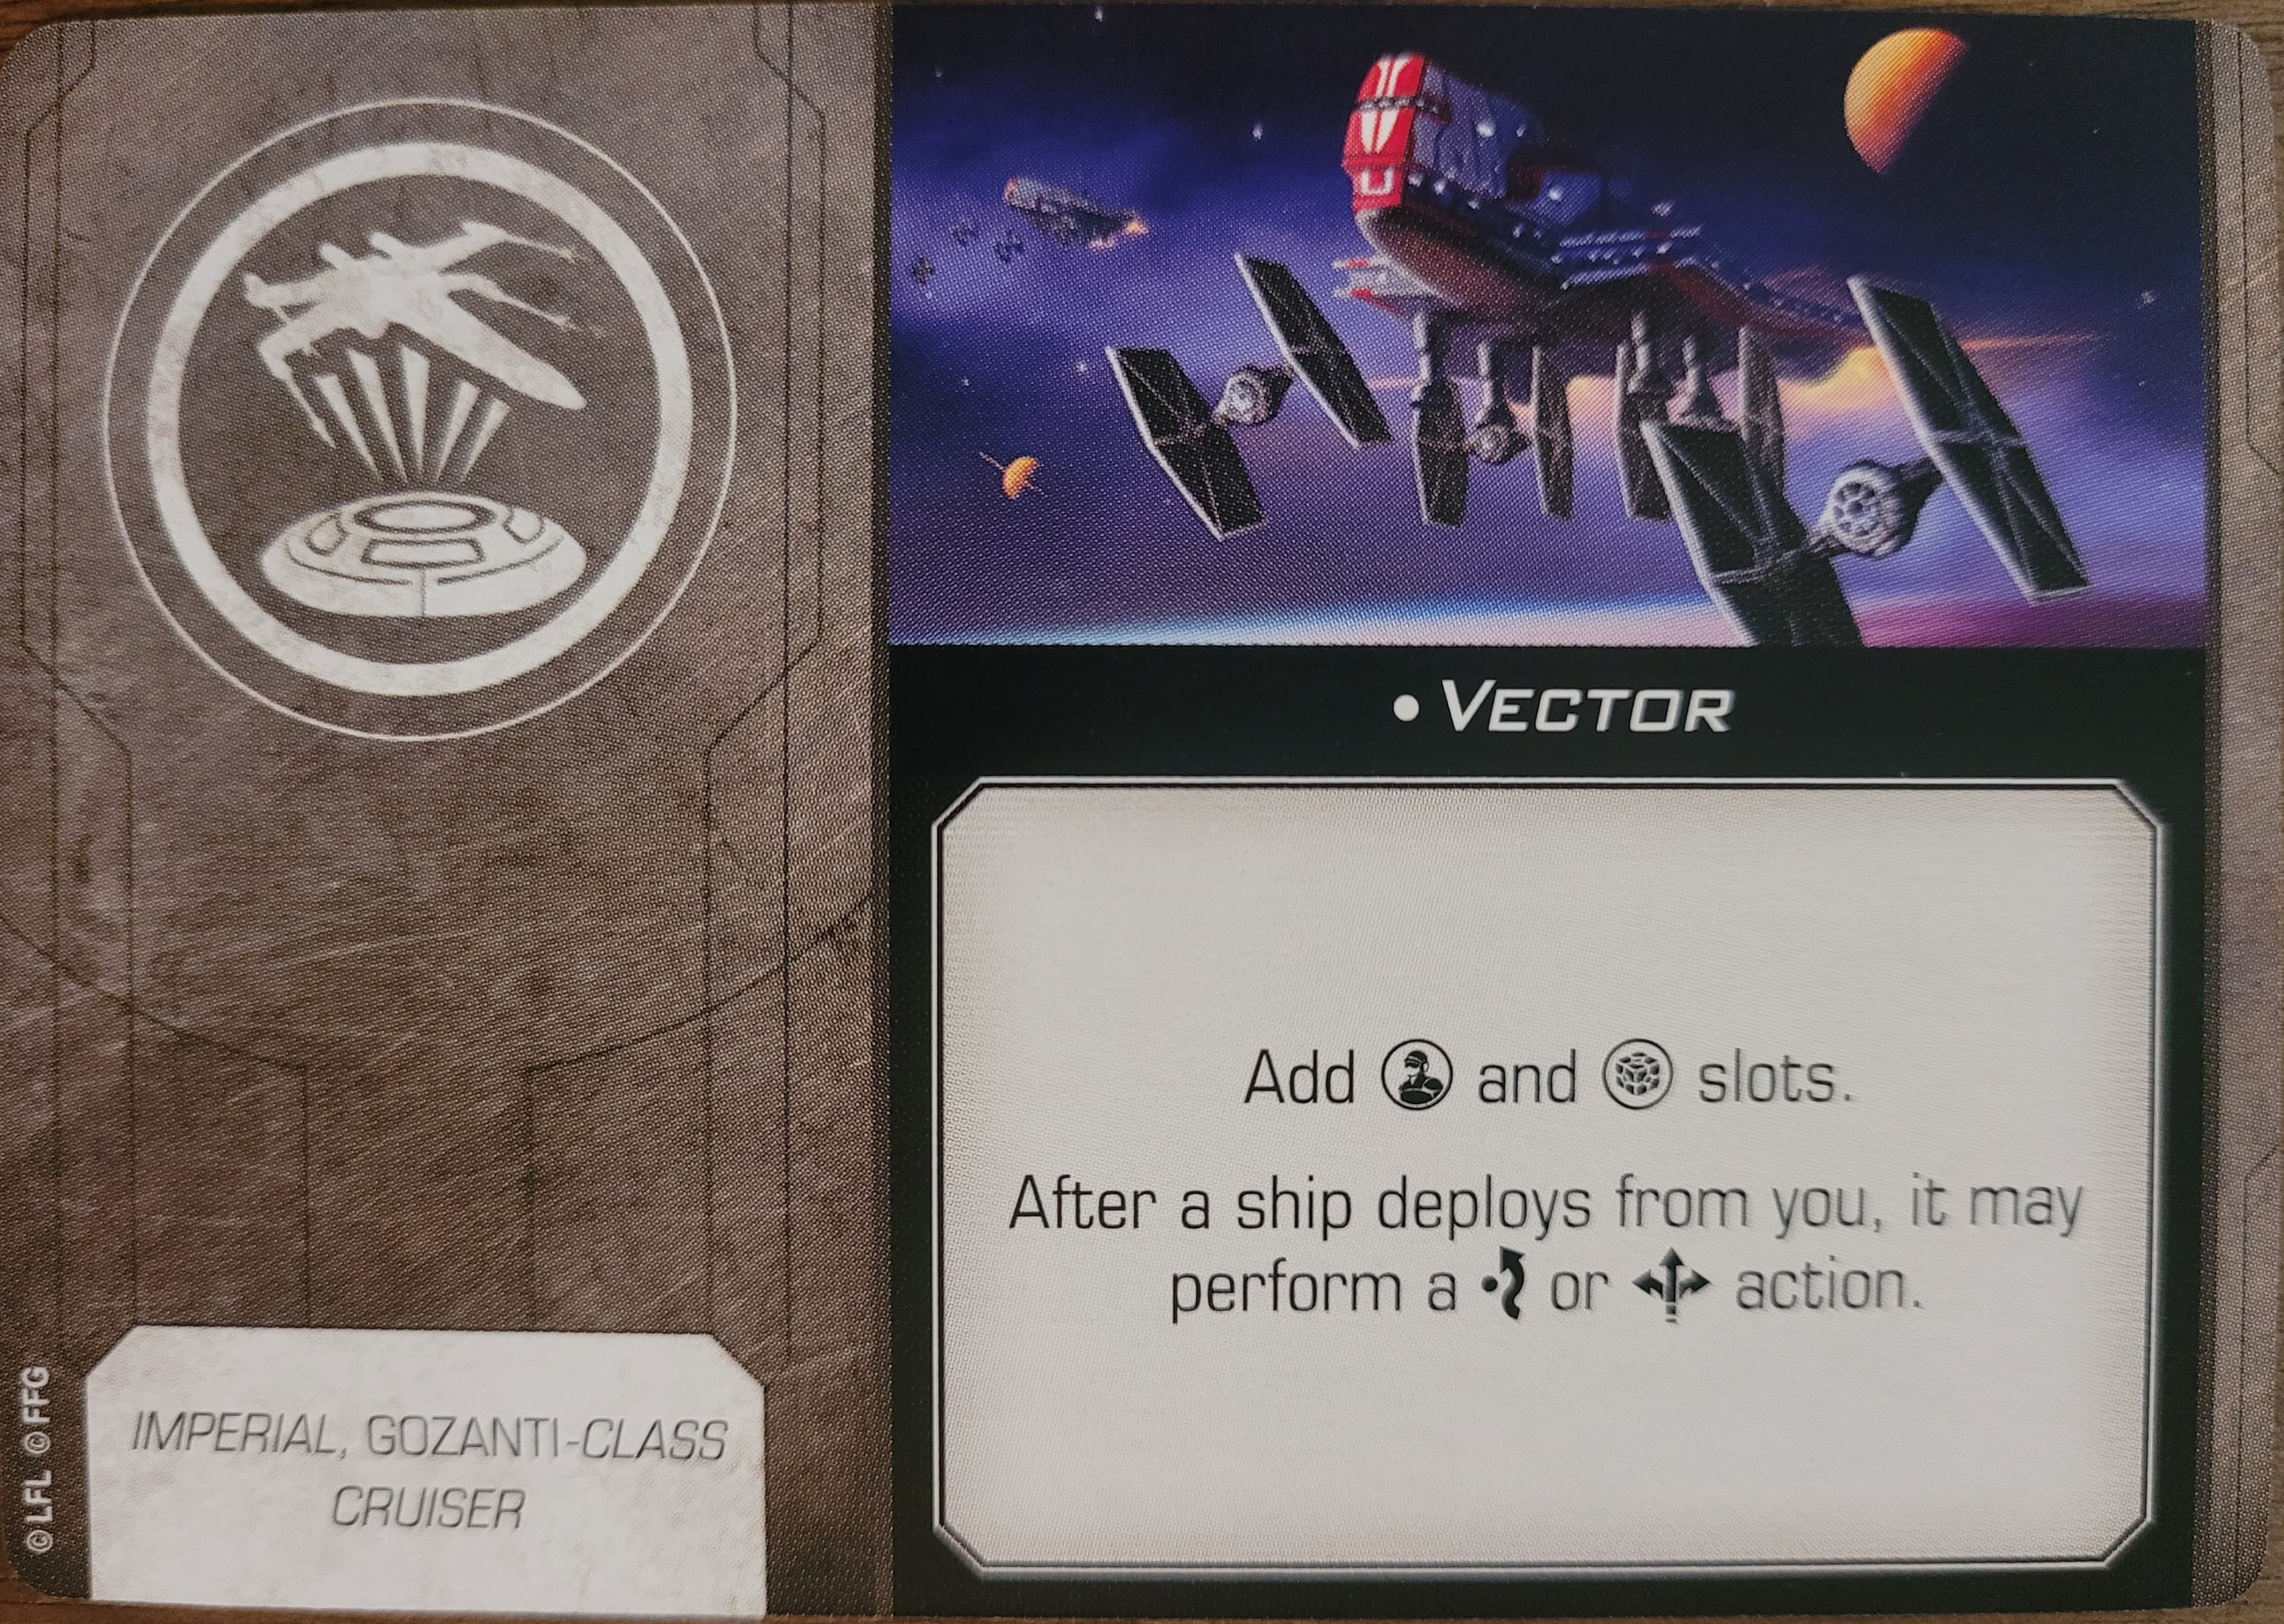 • VECTOR
Add and slots.
After a ship deploys from you, it may
perform a or action.
IMPERIAL, GOZANTI-CLASS
CRUISER
© LFL © FFG